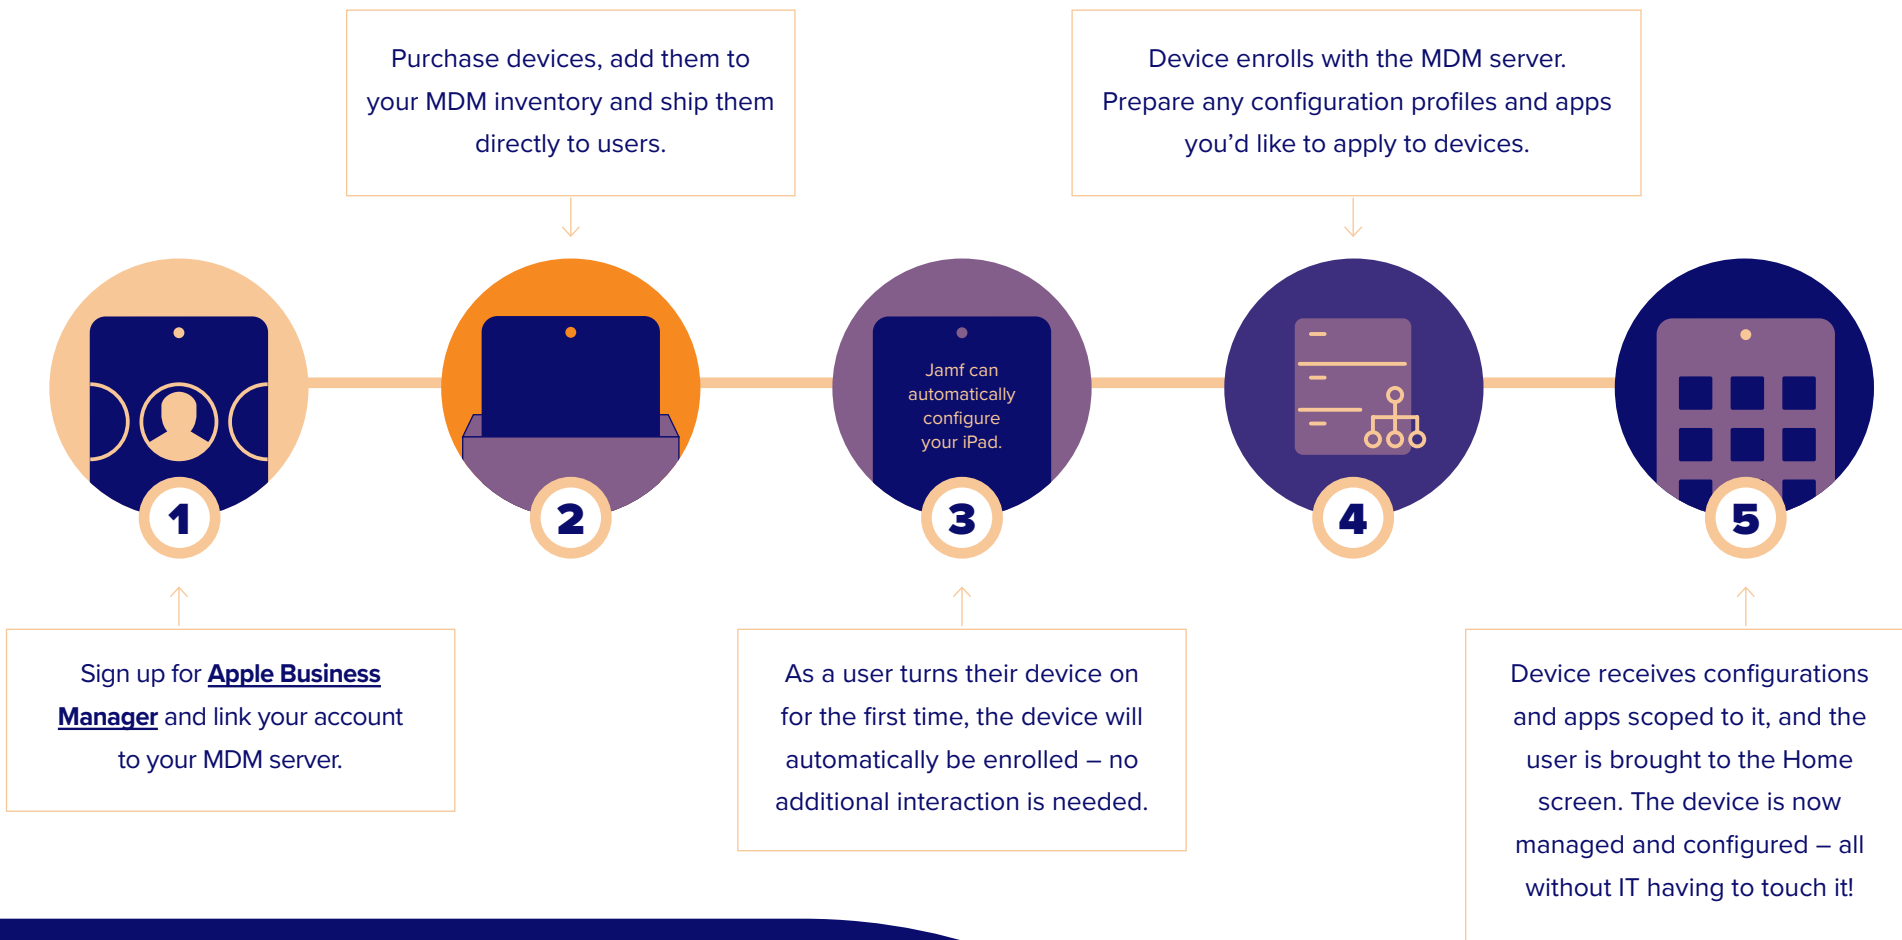 Purchase devices, add them to
your MDM inventory and ship them
directly to users.
Device enrolls with the MDM server.
Prepare any configuration profiles and apps
you’d like to apply to devices.
Jamf can
automatically
configure
your iPad.
1
2
3
4
5
Sign up for Apple Business
Manager and link your account
to your MDM server.
As a user turns their device on
for the first time, the device will
automatically be enrolled – no
additional interaction is needed.
Device receives configurations
and apps scoped to it, and the
user is brought to the Home
screen. The device is now
managed and configured – all
without IT having to touch it!